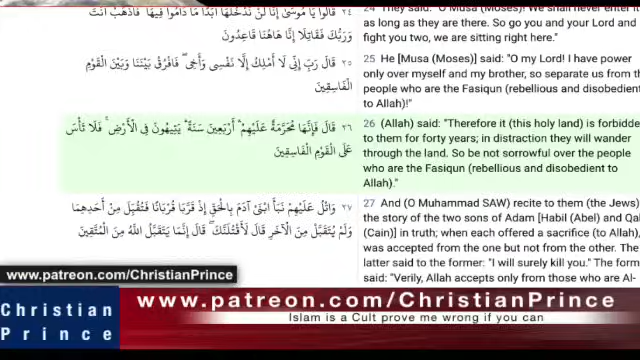 ٢٤ قَالُوا يَا مُوسَىٰ إِنَّا لَنْ نَدْخُلَهَا أَبَدًا مَا دَامُوا فِيهَا فَاذْهَبْ أَنْتَ
وَرَبُّكَ فَقَاتِلَا إِنَّا هَاهُنَا قَاعِدُونَ
٢٥ قَالَ رَبِّ إِنِّي لَا أَمْلِكُ إِلَّا نَفْسِي وَأَخِي فَافْرُقْ بَيْنَنَا وَبَيْنَ الْقَوْمِ
الْفَاسِقِينَ
٢٦ قَالَ فَإِنَّهَا مُحَرَّمَةٌ عَلَيْهِمْ أَرْبَعِينَ سَنَةً يَتِيهُونَ فِي الْأَرْضِ فَلَا تَأْسَ
عَلَى الْقَوْمِ الْفَاسِقِينَ
٢٧ وَاتْلُ عَلَيْهِمْ نَبَأَ ابْنَيْ آدَمَ بِالْحَقِّ إِذْ قَرَّبَا قُرْبَانًا فَتُقُبِّلَ مِنْ أَحَدِهِمَا
وَلَمْ يُتَقَبَّلْ مِنَ الْآخَرِ قَالَ لَأَقْتُلَنَّكَ قَالَ إِنَّمَا يَتَقَبَّلُ اللَّهُ مِنَ الْمُتَّقِينَ
24 They said: "O Musa (Moses)! We shall never enter it
as long as they are there. So go you and your Lord and
fight you two, we are sitting right here."
25 He [Musa (Moses)] said: "O my Lord! I have power
only over myself and my brother, so separate us from the
people who are the Fasiqun (rebellious and disobedient
to Allah)!"
26 (Allah) said: "Therefore it (this holy land) is forbidden
to them for forty years; in distraction they will wander
through the land. So be not sorrowful over the people
who are the Fasiqun (rebellious and disobedient to
Allah)."
27 And (O Muhammad SAW) recite to them (the Jews)
the story of the two sons of Adam [Habil (Abel) and Qabil
(Cain)] in truth; when each offered a sacrifice (to Allah),
was accepted from the one but not from the other. The
latter said to the former: "I will surely kill you." The former
said: "Verily, Allah accepts only from those who are Al-
www.patreon.com/ChristianPrince
Christian
Prince
www.patreon.com/ChristianPrince
Islam is a Cult prove me wrong if you can